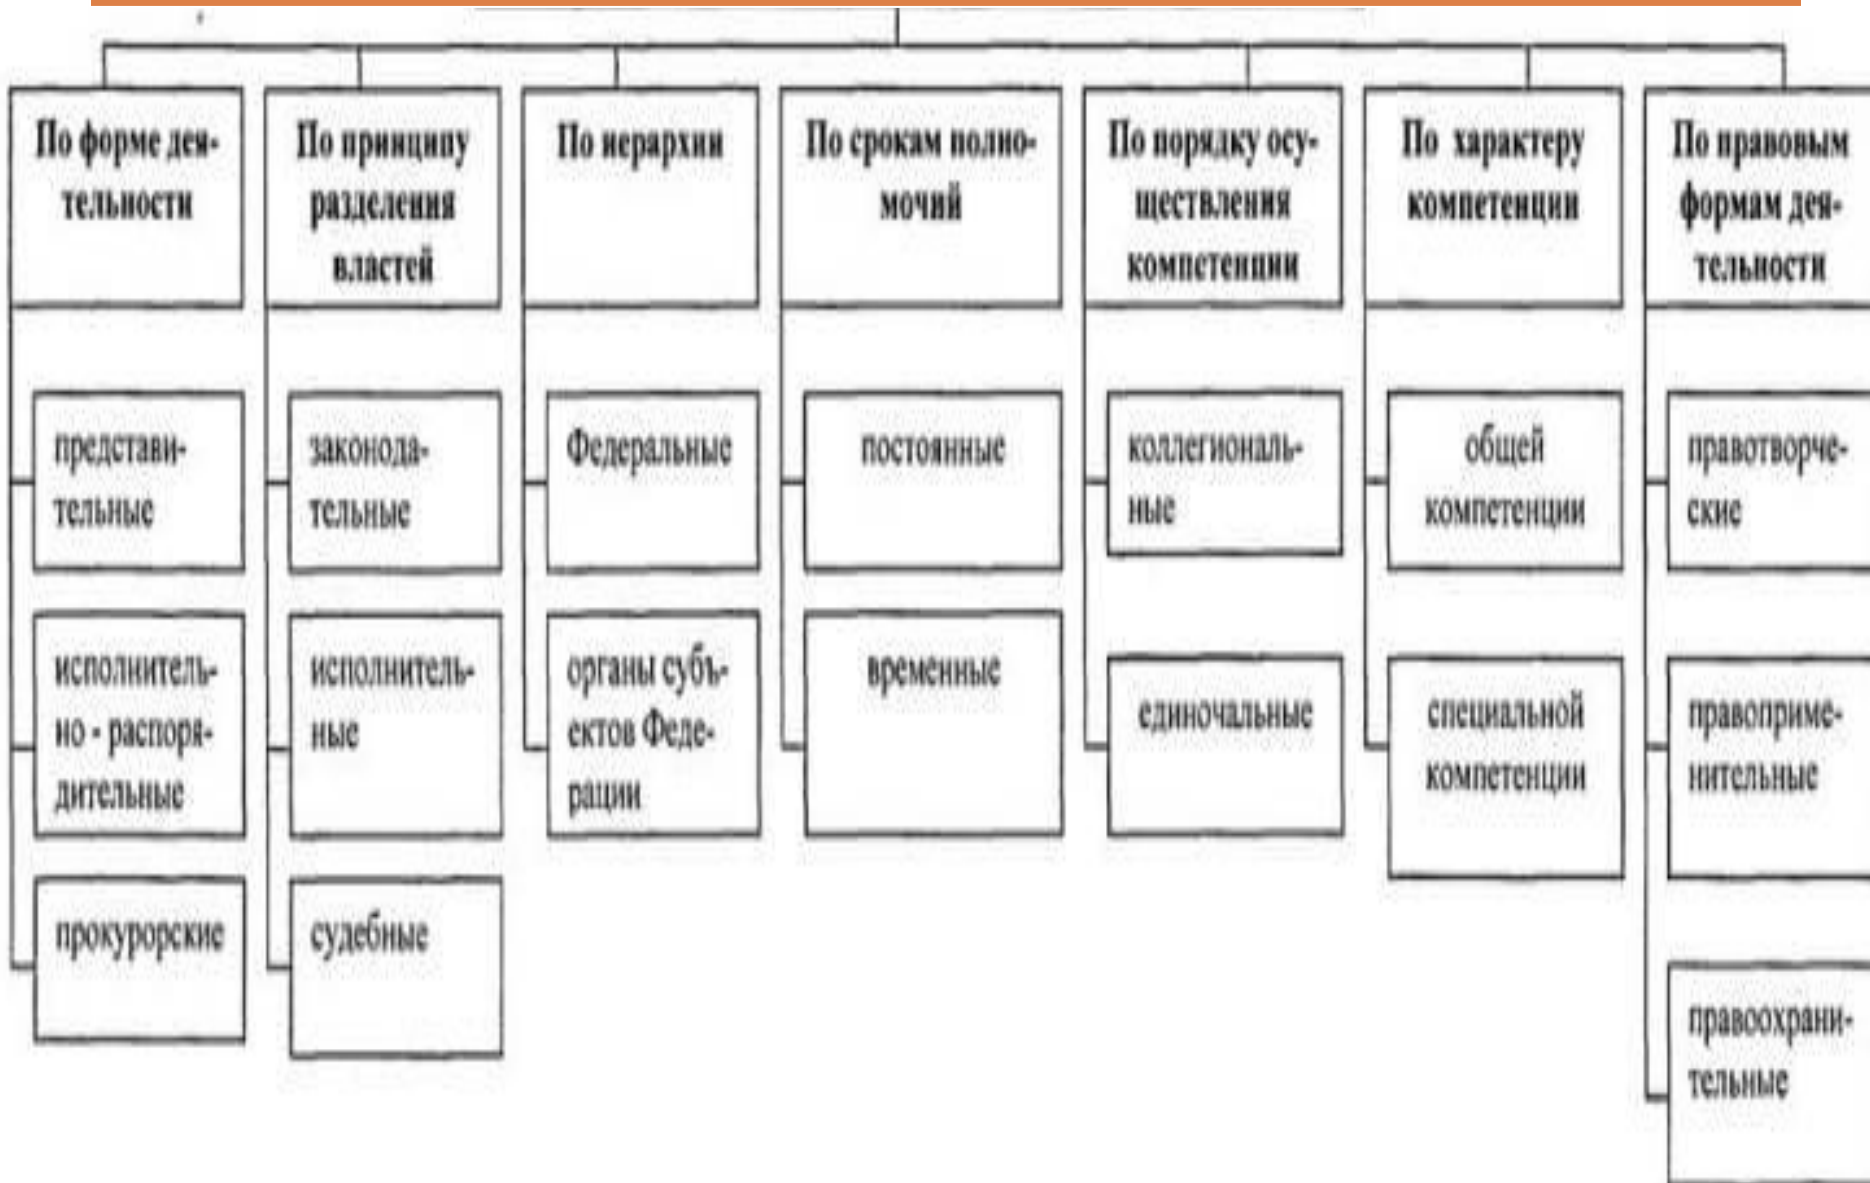 По форме дея-
тельности
По принципу
разделения
властей
По иерархии
По срокам полно-
мочий
По порядку осу-
ществления
компетенции
По характеру
компетенции
По правовым
формам дея-
тельности
представи-
тельные
исполнитель-
но - распоря-
дительные
прокурорские
законода-
тельные
исполнитель-
ные
судебные
Федеральные
органы субъ-
ектов Феде-
рации
постоянные
временные
коллегиональ-
ные
единочальные
общей
компетенции
специальной
компетенции
правотворче-
ские
правоприме-
нительные
правоохрани-
тельные